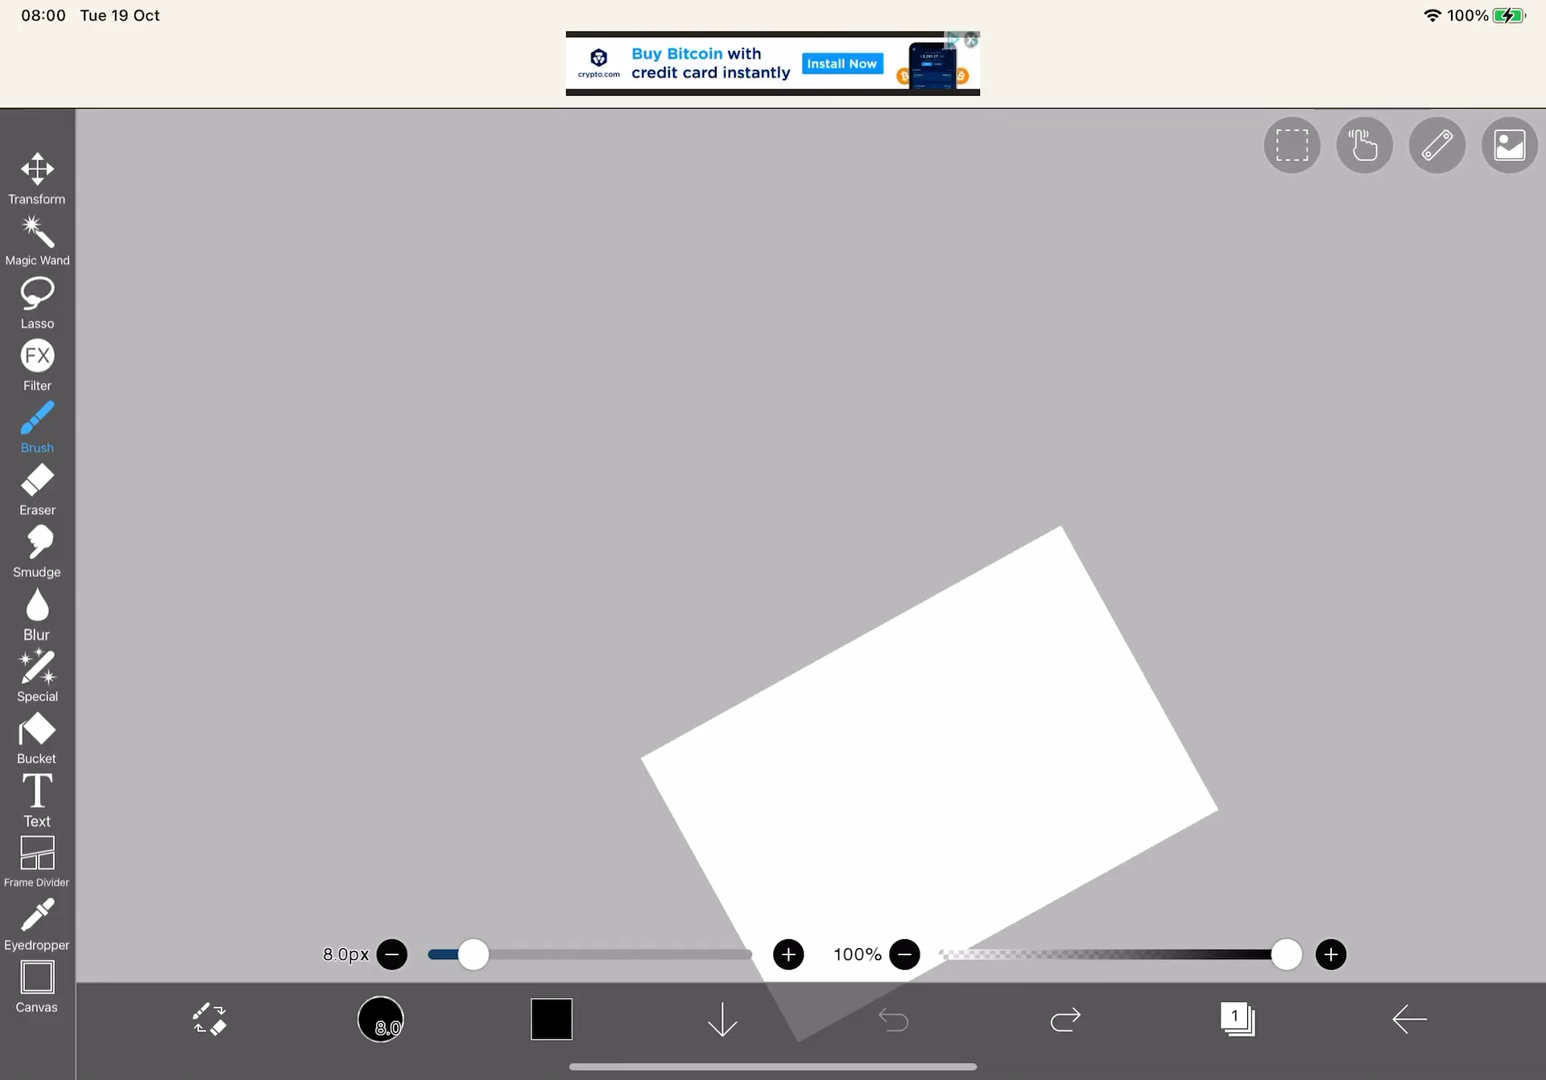 08:00 Tue 19 Oct
100%
crypto.com
Buy Bitcoin with
credit card instantly
Install Now
Transform
Magic Wand
Lasso
FX
Filter
Brush
Eraser
Smudge
Blur
Special
Bucket
T
Text
Frame Divider
Eyedropper
Canvas
8.0px
100%
8.0
1